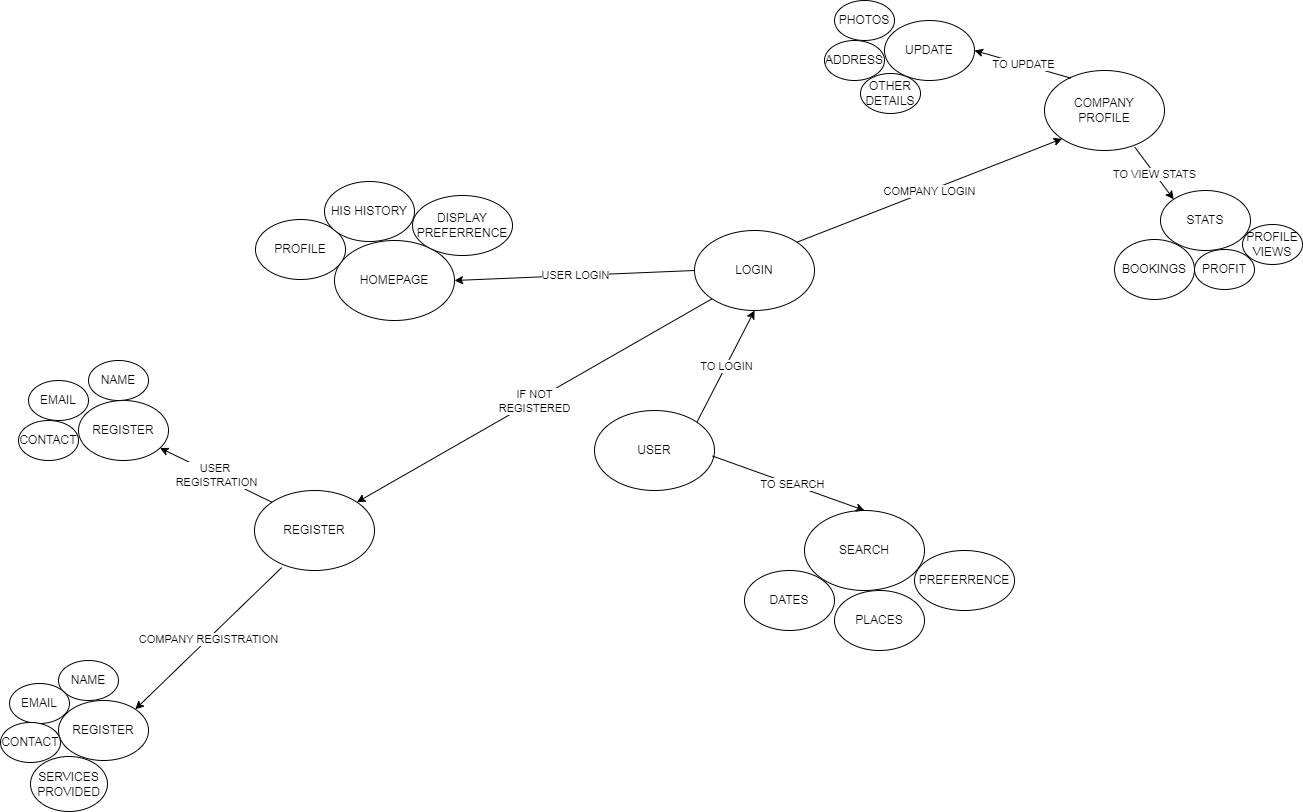 PHOTOS
UPDATE
ADDRESS
OTHER
DETAILS
TO UPDATE
COMPANY
PROFILE
TO VIEW STATS
COMPANY LOGIN
STATS
PROFILE
VIEWS
BOOKINGS
PROFIT
HIS HISTORY
DISPLAY
PREFERRENCE
PROFILE
HOMEPAGE
USER LOGIN
LOGIN
TO LOGIN
IF NOT
REGISTERED
USER
TO SEARCH
SEARCH
PREFERRENCE
DATES
PLACES
NAME
EMAIL
REGISTER
CONTACT
USER
REGISTRATION
REGISTER
COMPANY REGISTRATION
NAME
EMAIL
REGISTER
CONTACT
SERVICES
PROVIDED